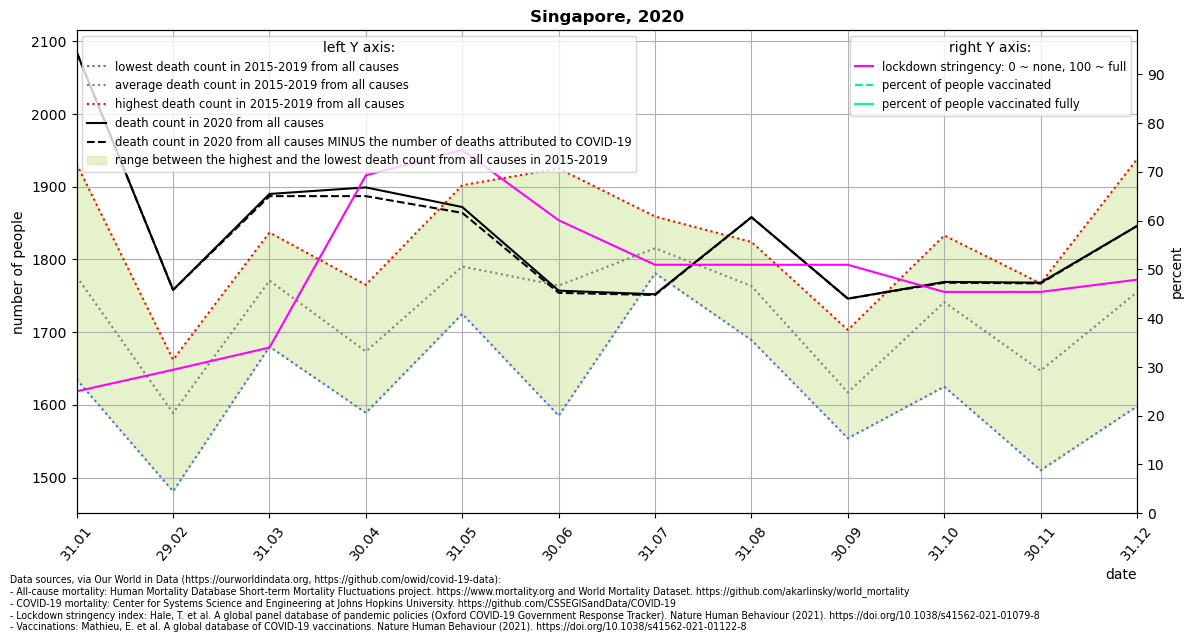 Singapore, 2020
left Y axis:
lowest death count in 2015-2019 from all causes
average death count in 2015-2019 from all causes
highest death count in 2015-2019 from all causes
death count in 2020 from all causes
death count in 2020 from all causes MINUS the number of deaths attributed to COVID-19
range between the highest and the lowest death count from all causes in 2015-2019
right Y axis:
lockdown stringency: 0 ~ none, 100 ~ full
percent of people vaccinated
percent of people vaccinated fully
number of people
2100
2000
1900
1800
1700
1600
1500
percent
90
80
70
60
50
40
30
20
10
0
31.01
29.02
31.03
30.04
31.05
30.06
31.07
31.08
30.09
31.10
30.11
31.12
date
Data sources, via Our World in Data (https://ourworldindata.org, https://github.com/owid/covid-19-data):
- All-cause mortality: Human Mortality Database Short-term Mortality Fluctuations project. https://www.mortality.org and World Mortality Dataset. https://github.com/akarlinsky/world_mortality
- COVID-19 mortality: Center for Systems Science and Engineering at Johns Hopkins University. https://github.com/CSSEGISandData/COVID-19
- Lockdown stringency index: Hale, T. et al. A global panel database of pandemic policies (Oxford COVID-19 Government Response Tracker). Nature Human Behaviour (2021). https://doi.org/10.1038/s41562-021-01079-8
- Vaccinations: Mathieu, E. et al. A global database of COVID-19 vaccinations. Nature Human Behaviour (2021). https://doi.org/10.1038/s41562-021-01122-8